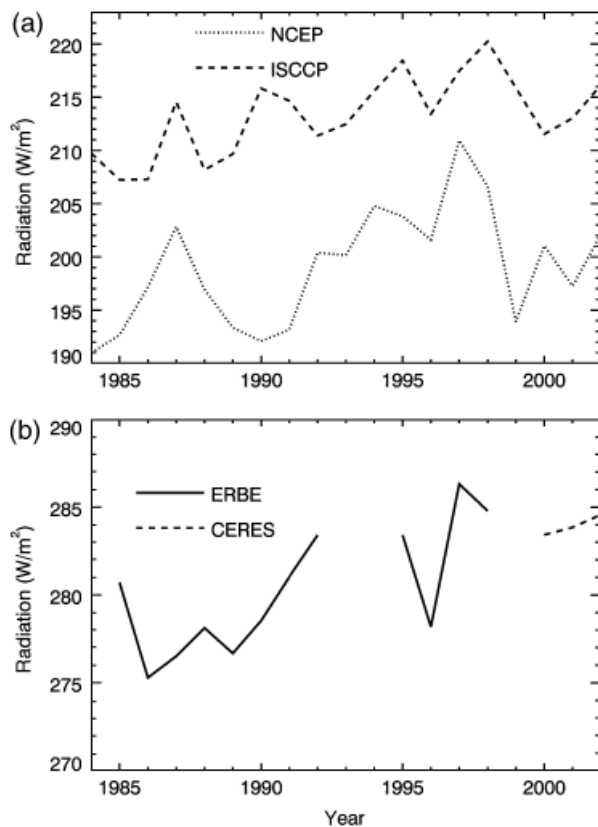 (a)
NCEP
ISCCP
220
215
210
205
200
195
190
Radiation (W/m²)
1985 1990 1995 2000
(b)
ERBE
CERES
290
285
280
275
270
Radiation (W/m²)
1985 1990 1995 2000
Year